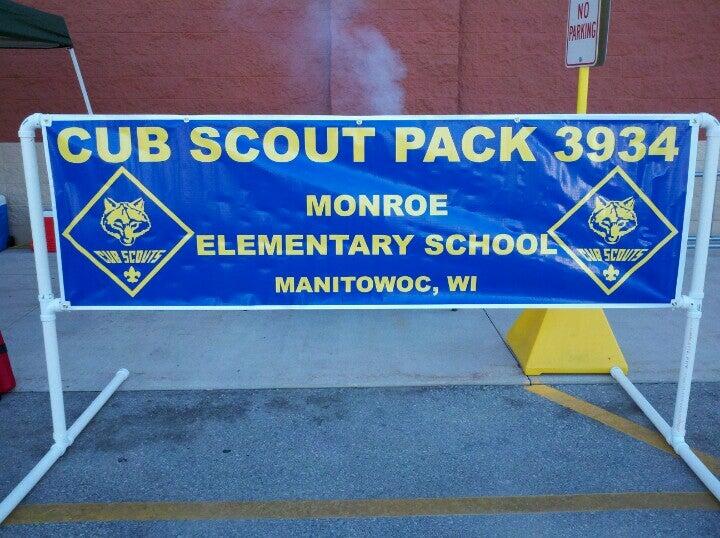 NO
PARKING
CUB SCOUT PACK 3934
MONROE
ELEMENTARY SCHOOL
MANITOWOC, WI
CUB SCOUTS
CUB SCOUTS